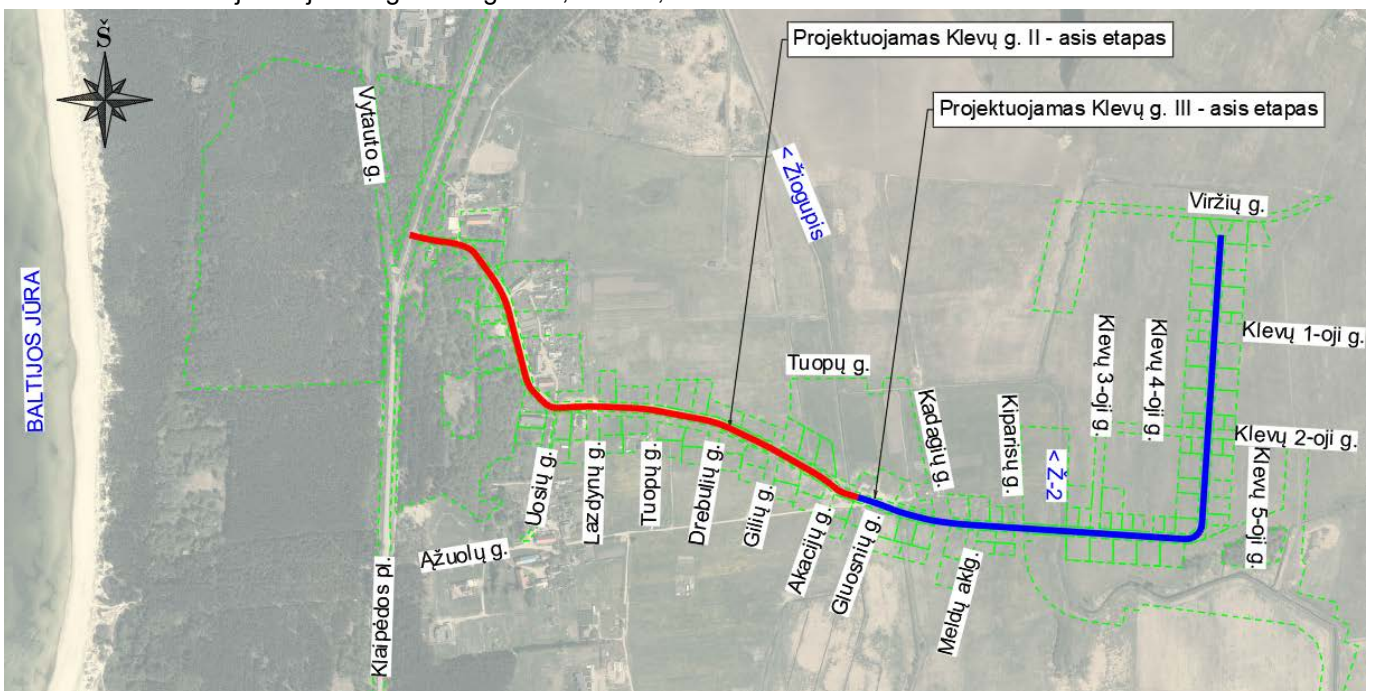 Š
Projektuojamas Klevų g. II - asis etapas
Projektuojamas Klevų g. III - asis etapas
Vytauto g.
< Žiogupis
Viržių g.
BALTIJOS JŪRA
Klevų 1-oji g.
Klevų 3-oji g.
Klevų 4-oji g.
Tuopų g.
Kadagių g.
Kiparisų g.
< Ž-2
Klevų 2-oji g.
Klevų 5-oji g.
Uosių g.
Lazdynų g.
Tuopų g.
Drebulių g.
Gilių g.
Akacijų g.
Gluosnių g.
Meldų aklg.
Ąžuolų g.
Klaipėdos pl.